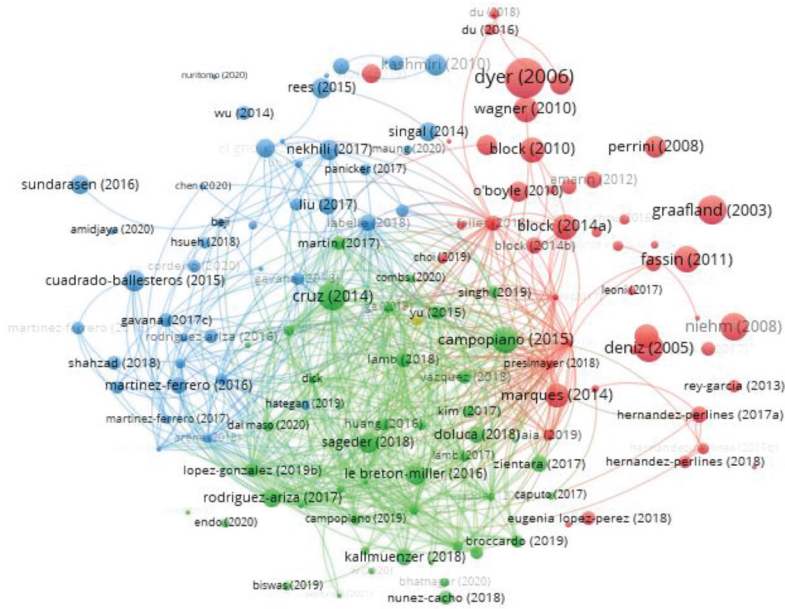 du (2018)
du (2016)
kashmiri (2010)
dyer (2006)
nuritomo (2020)
rees (2015)
wagner (2010)
wu (2014)
singal (2014)
nekhili (2017)
maung (2020)
block (2010)
perrini (2008)
panicker (2017)
chen (2020)
sundarasen (2016)
o'boyle (2010)
amann (2012)
liu (2017)
graafland (2003)
amidjaya (2020)
labelle (2018)
block (2014a)
hsueh (2018)
martin (2017)
block (2014b)
choi (2019)
fassin (2011)
cuadrado-ballesteros (2015)
combs (2020)
leoni (2017)
cruz (2014)
singh (2019)
gavana (2017c)
yu (2015)
niehm (2008)
martinez-ferrero
rodriguez-ariza (2016)
campopiano (2015)
deniz (2005)
shahzad (2018)
lamb (2018)
presimayer (2018)
vazquez (2018)
dick
martinez-ferrero (2016)
marques (2014)
rey-garcia (2013)
hategan (2019)
martinez-ferrero (2017)
kim (2017)
hernandez-perlines (2017a)
dal maso (2020)
huang (2016)
sageder (2018)
doluca (2018)
aia (2019)
lamb (2017)
hernandez-perlines (2018)
lopez-gonzalez (2019b)
le breton-miller (2016)
zientara (2017)
rodriguez-ariza (2017)
caputo (2017)
endo (2020)
campopiano (2019)
eugenia lopez-perez (2018)
broccardo (2019)
kallmuenzer (2018)
biswas (2019)
bhatnagar (2020)
nunez-cacho (2018)